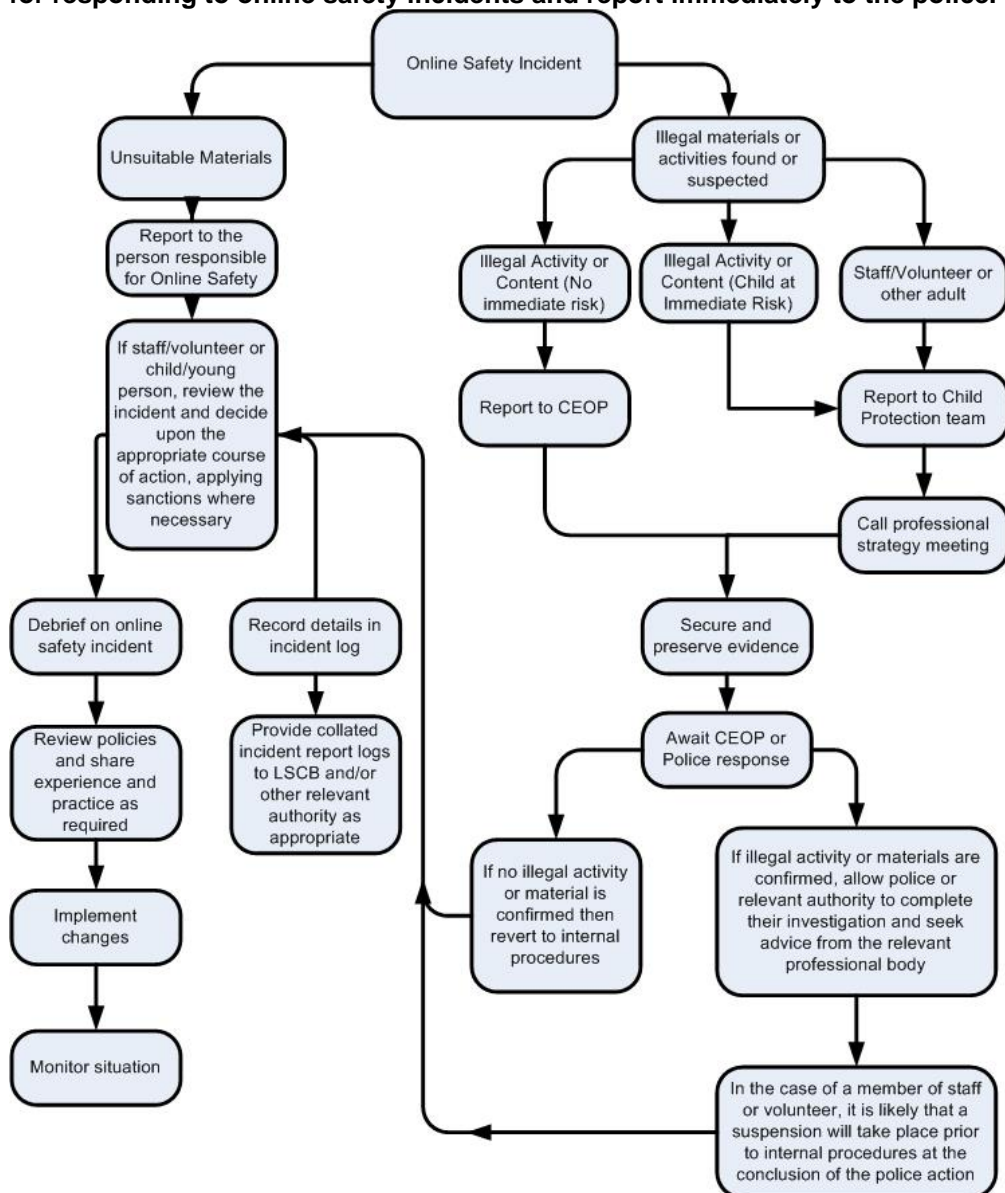 for responding to online safety incidents and report immediately to the police.
Online Safety Incident
Unsuitable Materials
Report to the
person responsible
for Online Safety
If staff/volunteer or
child/young
person, review the
incident and decide
upon the
appropriate course
of action, applying
sanctions where
necessary
Debrief on online
safety incident
Review policies
and share
experience and
practice as
required
Implement
changes
Monitor situation
Record details in
incident log
Provide collated
incident report logs
to LSCB and/or
other relevant
authority as
appropriate
Illegal materials or
activities found or
suspected
Illegal Activity or
Content (No
immediate risk)
Report to CEOP
Illegal Activity or
Content (Child at
Immediate Risk)
Staff/Volunteer or
other adult
Report to Child
Protection team
Call professional
strategy meeting
Secure and
preserve evidence
Await CEOP or
Police response
If no illegal activity
or material is
confirmed then
revert to internal
procedures
If illegal activity or materials are
confirmed, allow police or
relevant authority to complete
their investigation and seek
advice from the relevant
professional body
In the case of a member of staff
or volunteer, it is likely that a
suspension will take place prior
to internal procedures at the
conclusion of the police action